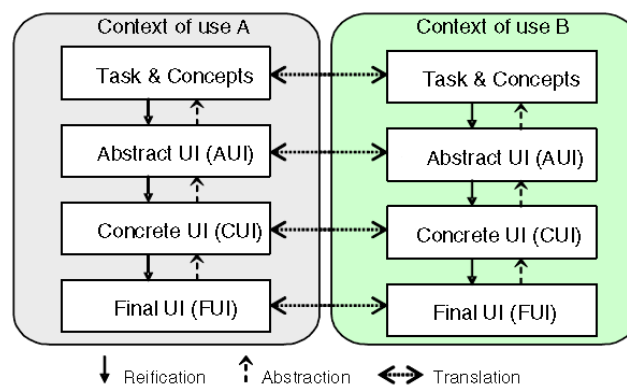 Context of use A
Context of use B
Task & Concepts
Task & Concepts
Abstract UI (AUI)
Abstract UI (AUI)
Concrete UI (CUI)
Concrete UI (CUI)
Final UI (FUI)
Final UI (FUI)
Reification
Abstraction
Translation